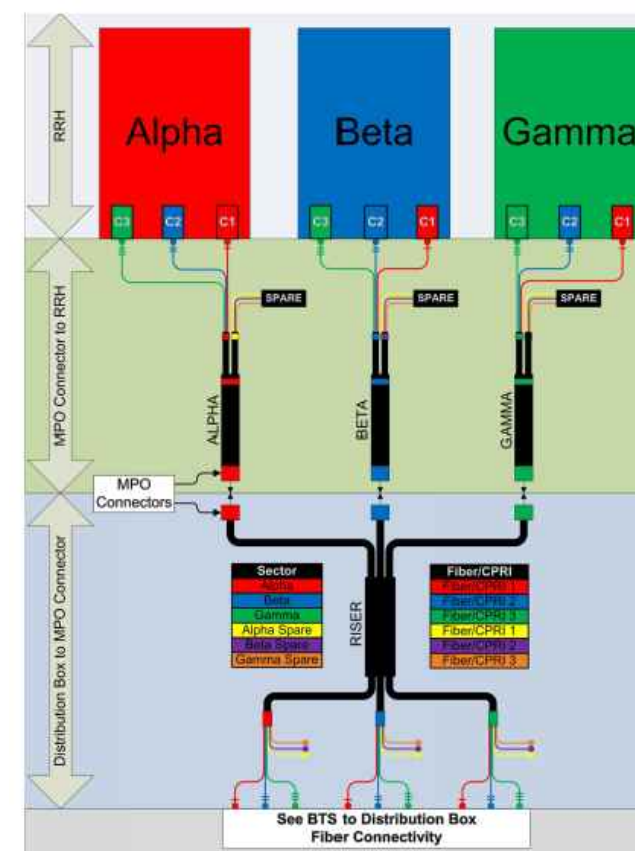 RRH
Alpha
Beta
Gamma
C3
C2
C1
C3
C2
C1
C3
C2
C1
MPO Connector to RRH
SPARE
SPARE
SPARE
ALPHA
BETA
GAMMA
MPO
Connectors
Distribution Box to MPO Connector
Sector
Alpha
Beta
Gamma
Alpha Spare
Beta Spare
Gamma Spare
RISER
Fiber/CPRI
Fiber/CPRI 1
Fiber/CPRI 2
Fiber/CPRI 3
Fiber/CPRI 1
Fiber/CPRI 2
Fiber/CPRI 3
See BTS to Distribution Box
Fiber Connectivity